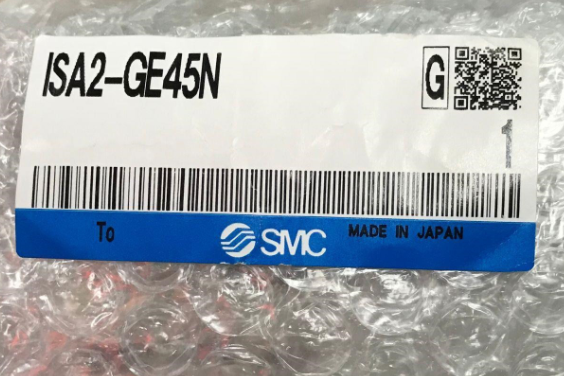 ISA2-GE45N
G
1
To
SMC
MADE IN JAPAN